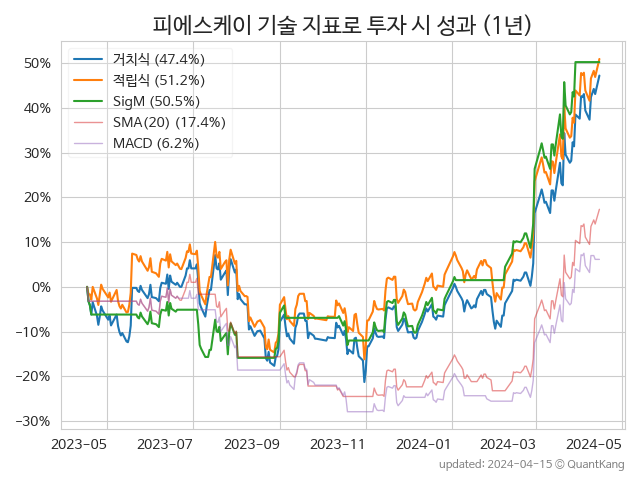 피에스케이 기술 지표로 투자 시 성과 (1년)
거치식 (47.4%)
적립식 (51.2%)
SigM (50.5%)
SMA(20) (17.4%)
MACD (6.2%)
50%
40%
30%
20%
10%
0%
−10%
−20%
−30%
2023-05
2023-07
2023-09
2023-11
2024-01
2024-03
2024-05
updated: 2024-04-15 © QuantKang